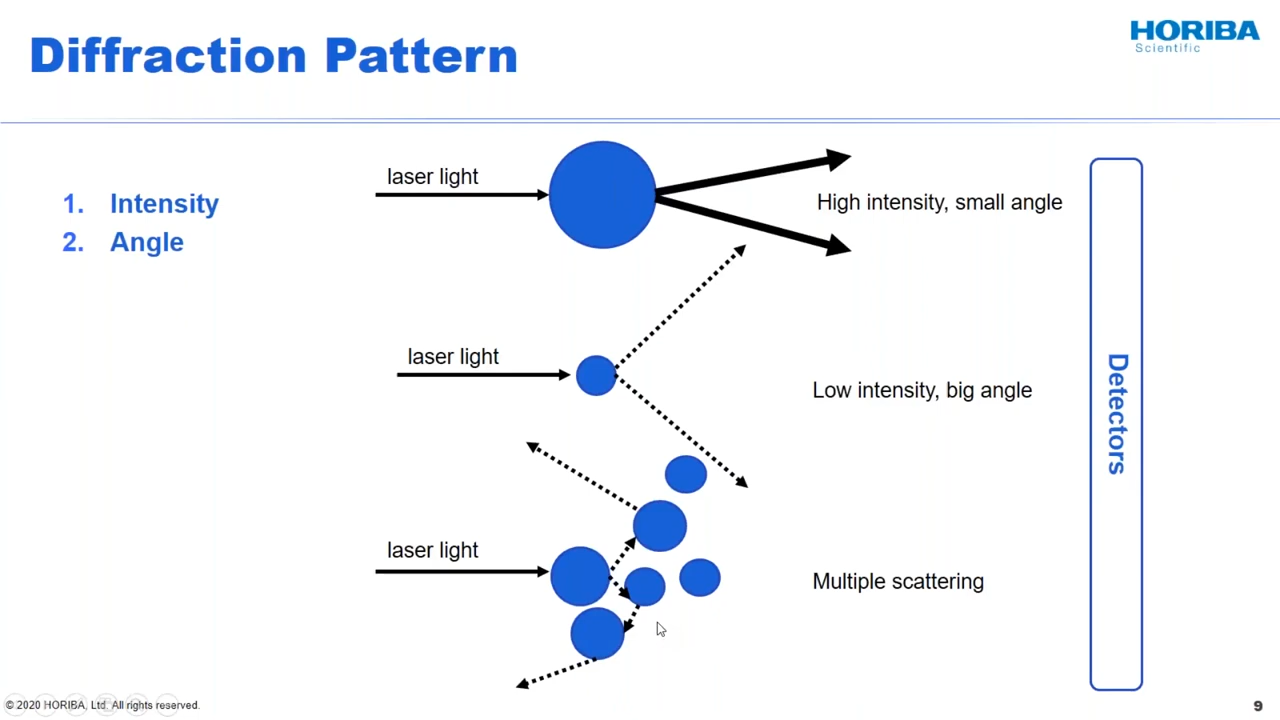 Diffraction Pattern
HORIBA
Scientific
1. Intensity
2. Angle
laser light
High intensity, small angle
laser light
Low intensity, big angle
laser light
Multiple scattering
Detectors
© 2020 HORIBA, Ltd. All rights reserved.
9